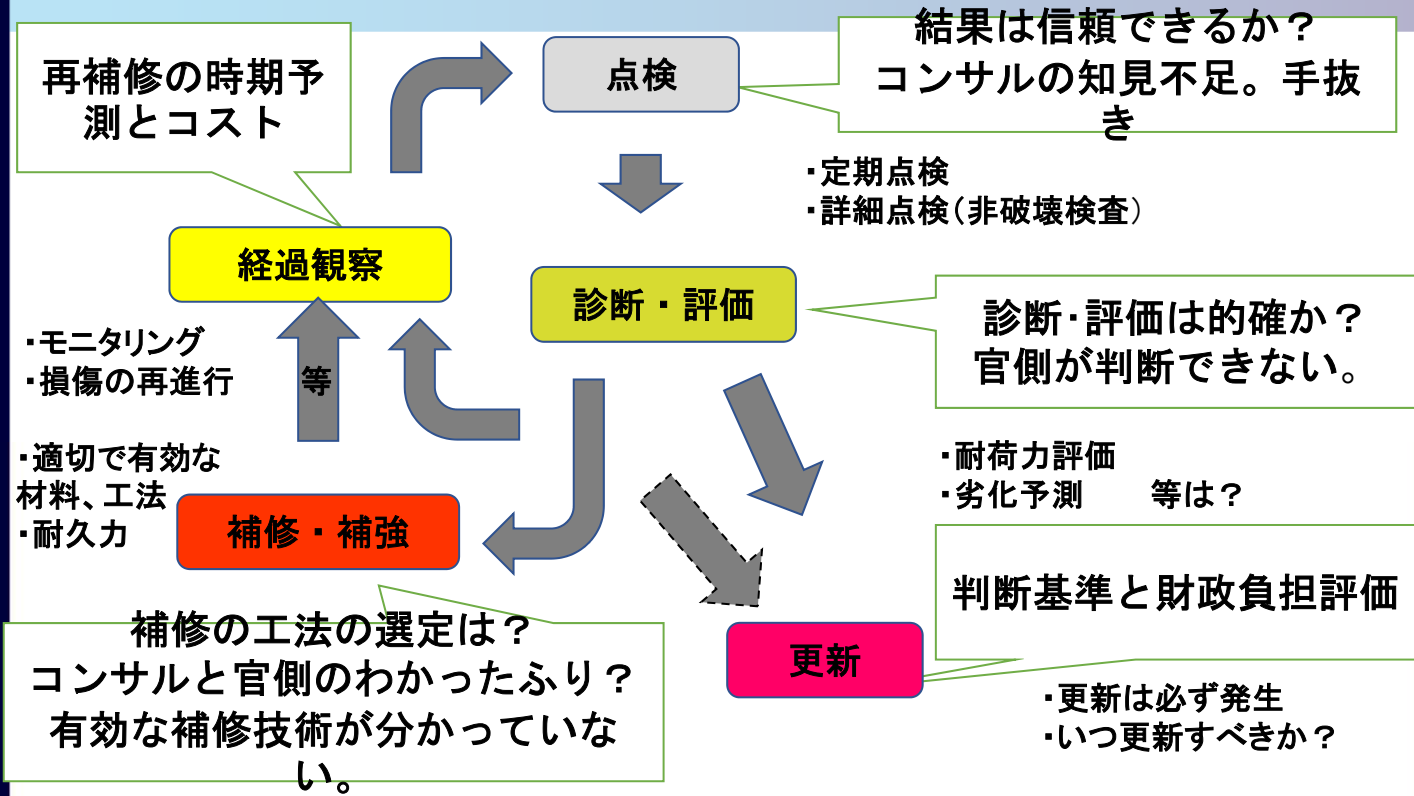 再補修の時期予
測とコスト
点検
結果は信頼できるか？
コンサルの知見不足。手抜
き
・定期点検
・詳細点検（非破壊検査）
経過観察
診断・評価
診断・評価は的確か？
官側が判断できない。
・モニタリング
・損傷の再進行
等
・適切で有効な
材料、工法
・耐久力
補修・補強
・耐荷力評価
・劣化予測　　等は？
判断基準と財政負担評価
補修の工法の選定は？
コンサルと官側のわかったふり？
有効な補修技術が分かっていな
い。
更新
・更新は必ず発生
・いつ更新すべきか？